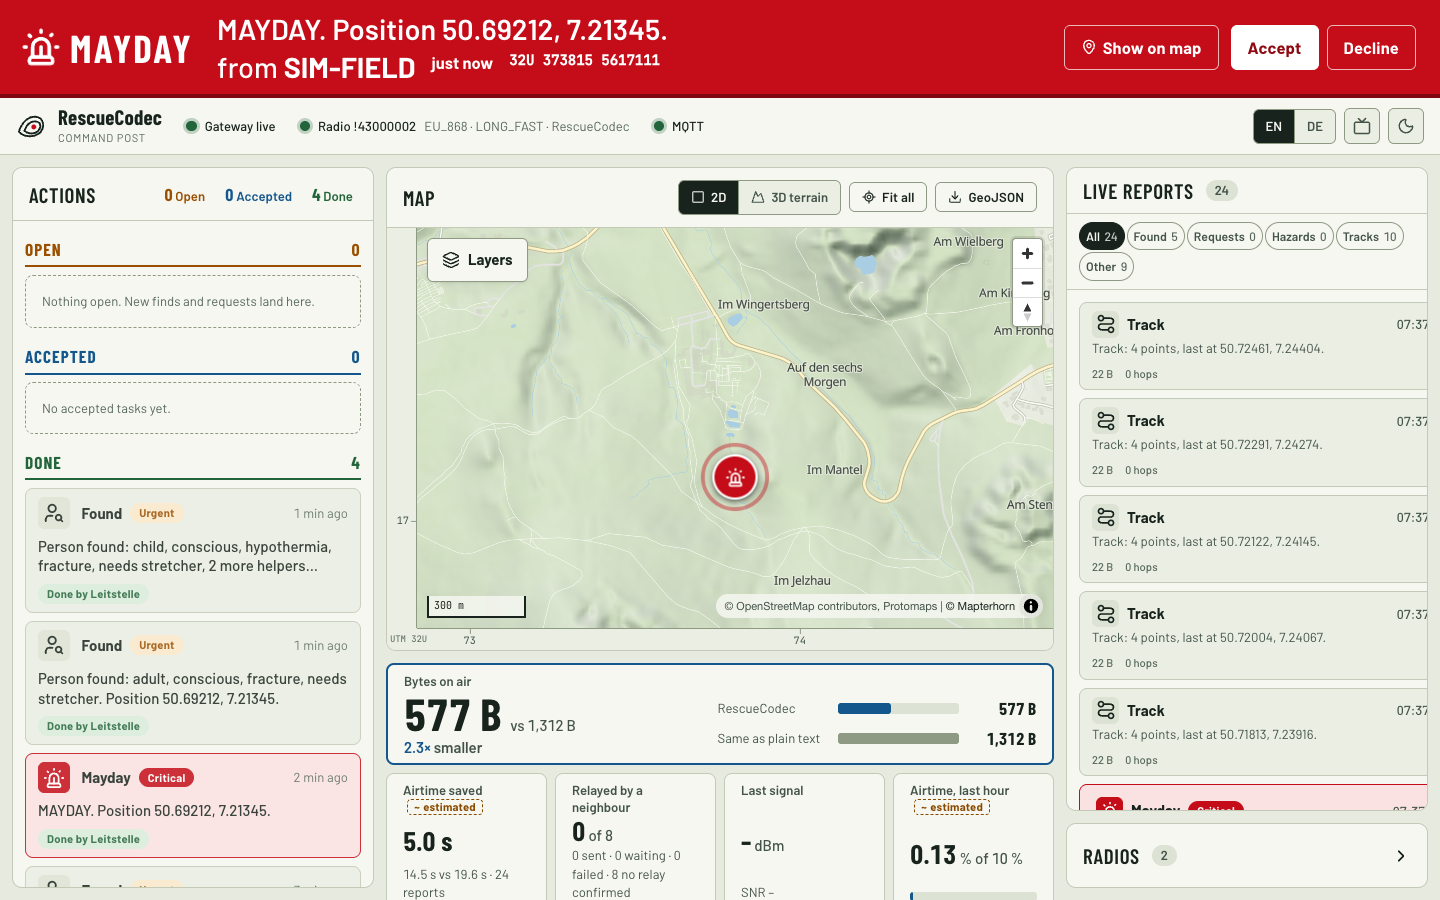 MAYDAY
MAYDAY. Position 50.69212, 7.21345.
from SIM-FIELD just now 32U 373815 5617111
Show on map
Accept
Decline
RescueCodec
COMMAND POST
Gateway live
Radio !43000002 EU_868 · LONG_FAST · RescueCodec
MQTT
EN
DE
ACTIONS
0 Open
0 Accepted
4 Done
OPEN 0
Nothing open. New finds and requests land here.
ACCEPTED 0
No accepted tasks yet.
DONE 4
Found Urgent 1 min ago
Person found: child, conscious, hypothermia,
fracture, needs stretcher, 2 more helpers...
Done by Leitstelle
Found Urgent 1 min ago
Person found: adult, conscious, fracture, needs
stretcher. Position 50.69212, 7.21345.
Done by Leitstelle
Mayday Critical 2 min ago
MAYDAY. Position 50.69212, 7.21345.
Done by Leitstelle
MAP
2D
3D terrain
Fit all
GeoJSON
Layers
Am Wielberg
Im Wingertsberg
Am Fronho
Auf den sechs
Morgen
Im Mantel
Am Sten
Im Jelzhau
17
300 m
© OpenStreetMap contributors, Protomaps | © Mapterhorn
UTM 32U
73
74
Bytes on air
577 B vs 1,312 B
2.3× smaller
RescueCodec 577 B
Same as plain text 1,312 B
Airtime saved
~ estimated
5.0 s
14.5 s vs 19.6 s · 24
reports
Relayed by a
neighbour
0 of 8
0 sent · 0 waiting · 0
failed · 8 no relay
confirmed
Last signal
– dBm
SNR –
Airtime, last hour
~ estimated
0.13 % of 10 %
LIVE REPORTS 24
All 24
Found 5
Requests 0
Hazards 0
Tracks 10
Other 9
Track 07:37
Track: 4 points, last at 50.72461, 7.24404.
22 B 0 hops
Track 07:37
Track: 4 points, last at 50.72291, 7.24274.
22 B 0 hops
Track 07:37
Track: 4 points, last at 50.72122, 7.24145.
22 B 0 hops
Track 07:37
Track: 4 points, last at 50.72004, 7.24067.
22 B 0 hops
Track 07:37
Track: 4 points, last at 50.71813, 7.23916.
22 B 0 hops
RADIOS 2